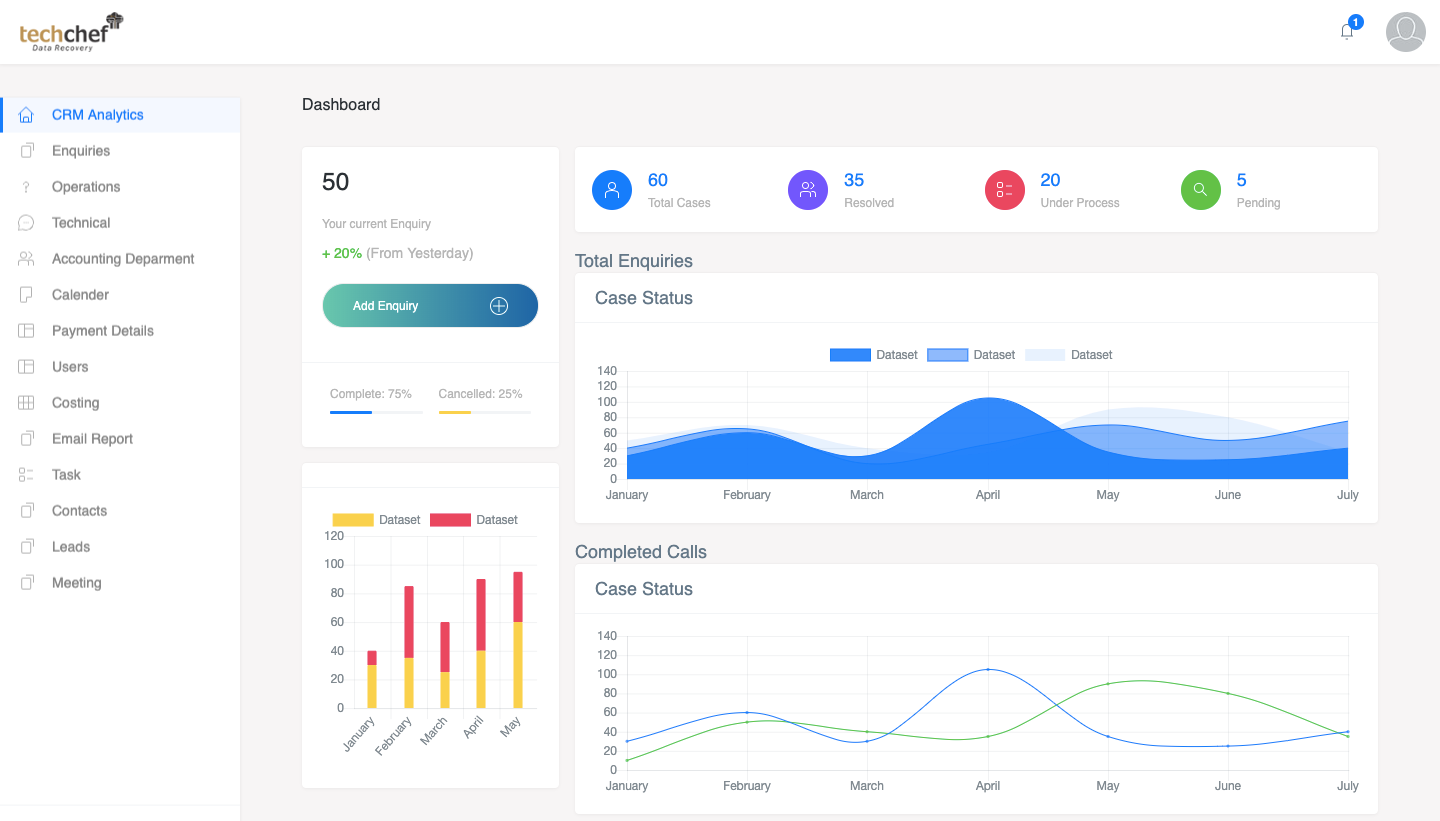 techchef
Data Recovery
1
CRM Analytics
Enquiries
Operations
Technical
Accounting Deparment
Calender
Payment Details
Users
Costing
Email Report
Task
Contacts
Leads
Meeting
Dashboard
50
Your current Enquiry
+ 20% (From Yesterday)
Add Enquiry
Complete: 75% Cancelled: 25%
Dataset Dataset
120
100
80
60
40
20
0
January February March April May
60
Total Cases
35
Resolved
20
Under Process
5
Pending
Total Enquiries
Case Status
Dataset Dataset Dataset
140
120
100
80
60
40
20
0
January February March April May June July
Completed Calls
Case Status
140
120
100
80
60
40
20
0
January February March April May June July